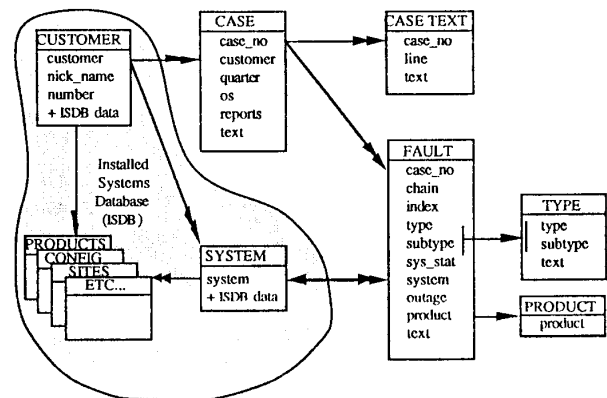 CUSTOMER
customer
nick_name
number
+ ISDB data
CASE
case_no
customer
quarter
os
reports
text
CASE TEXT
case_no
line
text
Installed
Systems
Database
(ISDB)
PRODUCTS
CONFIG
SITES
ETC...
SYSTEM
system
+ ISDB data
FAULT
case_no
chain
index
type
subtype
sys_stat
system
outage
product
text
TYPE
type
subtype
text
PRODUCT
product